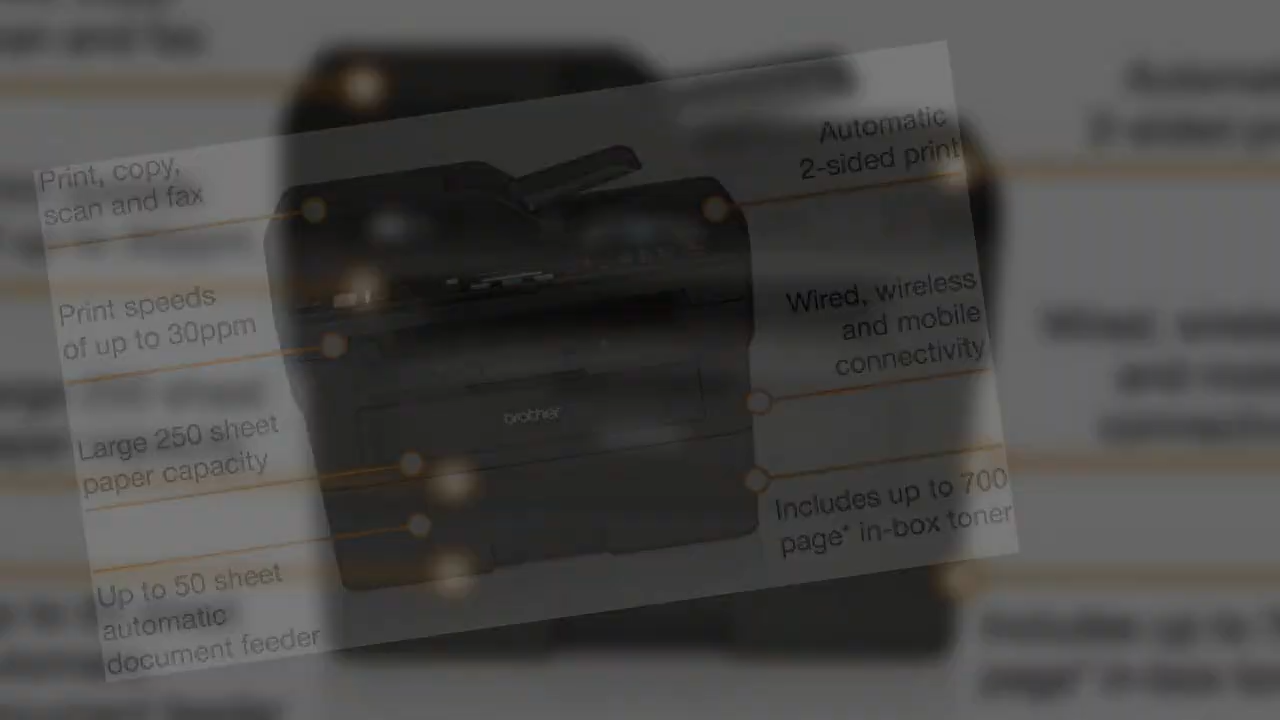 Print, copy,
scan and fax
Print speeds
of up to 30ppm
Large 250 sheet
paper capacity
Up to 50 sheet
automatic
document feeder
brother
Automatic
2-sided print
Wired, wireless
and mobile
connectivity
Includes up to 700
page* in-box toner